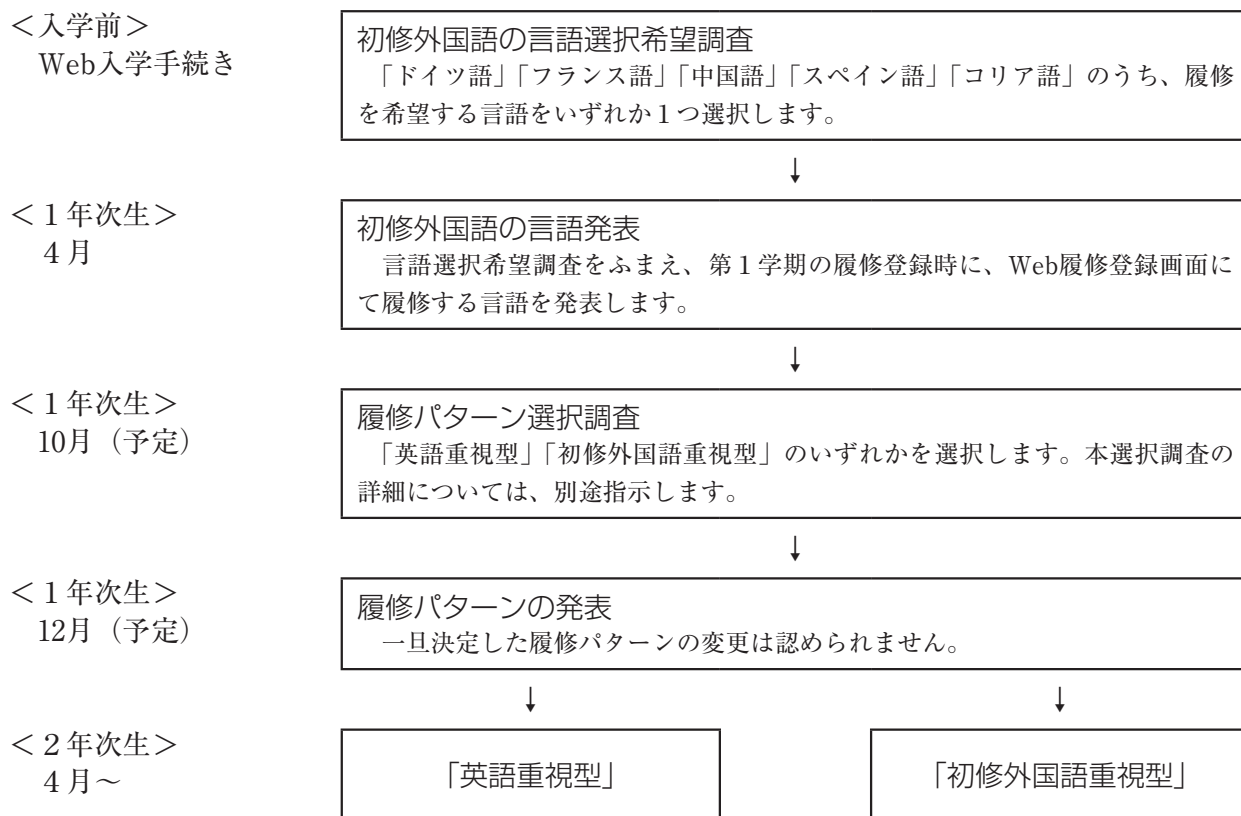 ＜入学前＞
Web入学手続き
初修外国語の言語選択希望調査
「ドイツ語」「フランス語」「中国語」「スペイン語」「コリア語」のうち、履修
を希望する言語をいずれか１つ選択します。
↓
＜１年次生＞
４月
初修外国語の言語発表
言語選択希望調査をふまえ、第１学期の履修登録時に、Web履修登録画面に
て履修する言語を発表します。
↓
＜１年次生＞
10月（予定）
履修パターン選択調査
「英語重視型」「初修外国語重視型」のいずれかを選択します。本選択調査の
詳細については、別途指示します。
↓
＜１年次生＞
12月（予定）
履修パターンの発表
一旦決定した履修パターンの変更は認められません。
↓ ↓
＜２年次生＞
４月～
「英語重視型」
「初修外国語重視型」